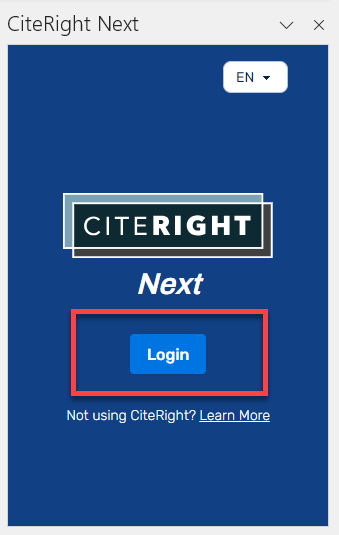 CiteRight Next
EN
CITERIGHT
Next
Login
Not using CiteRight? Learn More